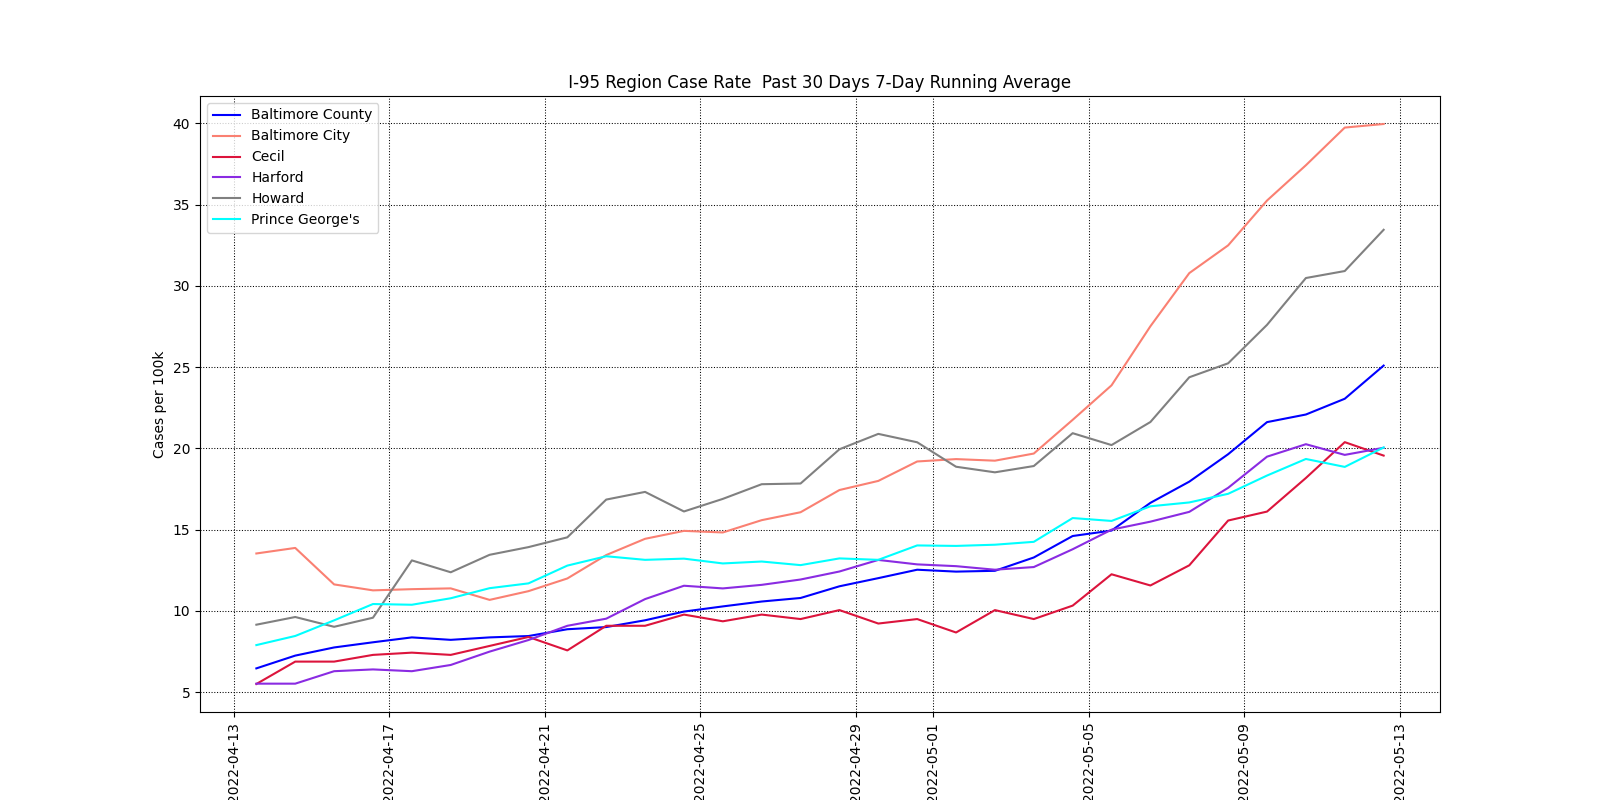 I-95 Region Case Rate  Past 30 Days 7-Day Running Average
Baltimore County
Baltimore City
Cecil
Harford
Howard
Prince George's
Cases per 100k
40
35
30
25
20
15
10
5
2022-04-13
2022-04-17
2022-04-21
2022-04-25
2022-04-29
2022-05-01
2022-05-05
2022-05-09
2022-05-13